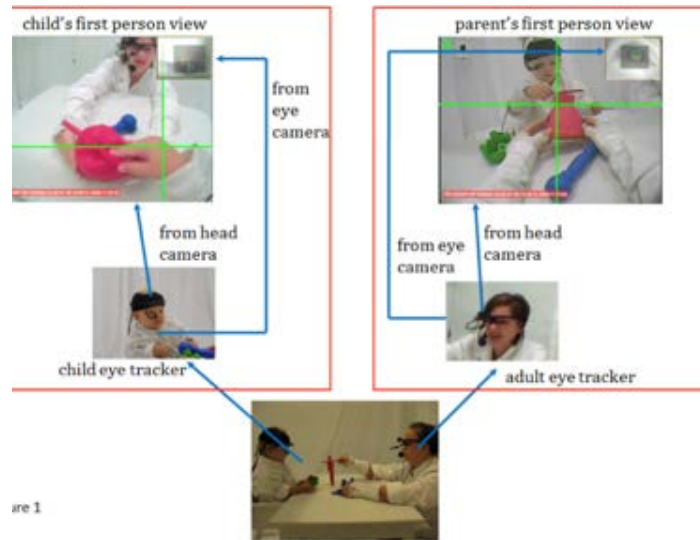 child's first person view
parent's first person view
from
eye
camera
from head
camera
from eye
camera
from head
camera
child eye tracker
adult eye tracker
ure 1